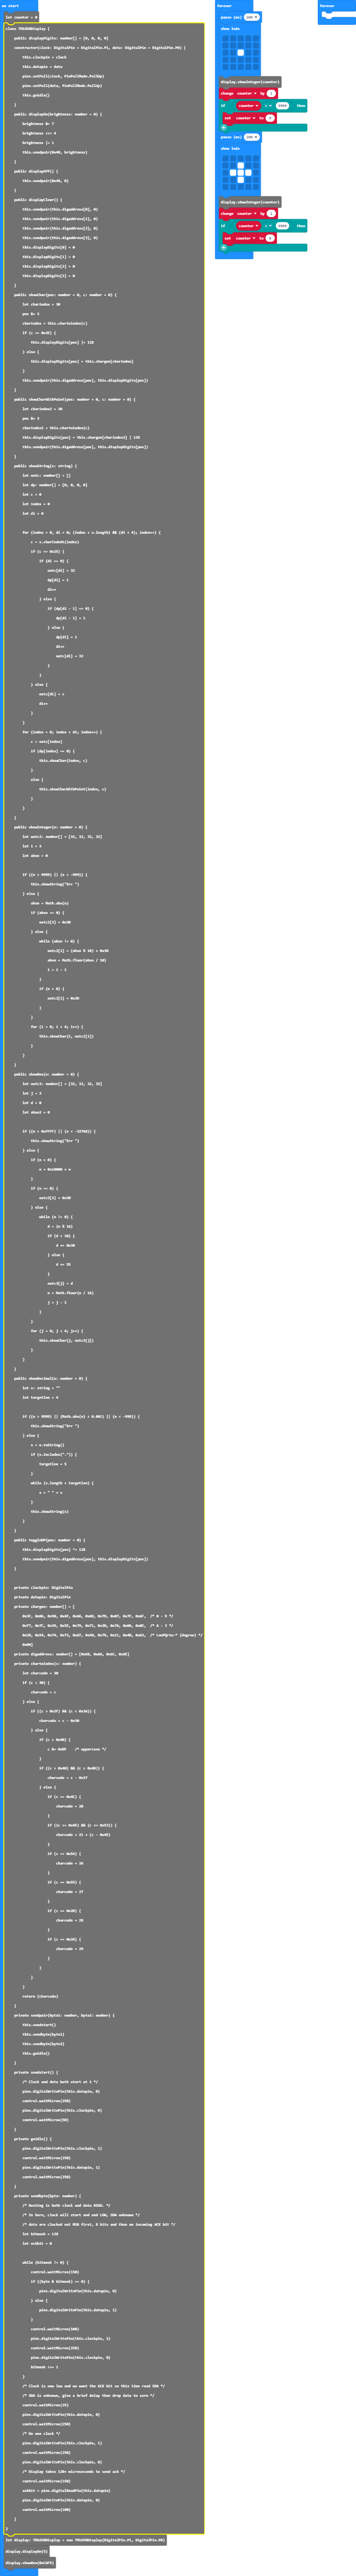 on start
let counter = 0
class TM1650Display {
public displayDigits: number[] = [0, 0, 0, 0]
constructor(clock: DigitalPin = DigitalPin.P1, data: DigitalPin = DigitalPin.P0) {
this.clockpin = clock
this.datapin = data
pins.setPull(clock, PinPullMode.PullUp)
pins.setPull(data, PinPullMode.PullUp)
this.goidle()
}
public displayOn(brightness: number = 0) {
brightness &= 7
brightness <<= 4
brightness |= 1
this.sendpair(0x48, brightness)
}
public displayOff() {
this.sendpair(0x48, 0)
}
public displayClear() {
this.sendpair(this.digaddress[0], 0)
this.sendpair(this.digaddress[1], 0)
this.sendpair(this.digaddress[2], 0)
this.sendpair(this.digaddress[3], 0)
this.displayDigits[0] = 0
this.displayDigits[1] = 0
this.displayDigits[2] = 0
this.displayDigits[3] = 0
}
public showChar(pos: number = 0, c: number) {
let charindex = 30
pos &= 3
charindex = this.chartoindex(c)
if (c == 0x2E) {
this.displayDigits[pos] |= 128
} else {
this.displayDigits[pos] = this.chargen[charindex]
}
this.sendpair(this.digaddress[pos], this.displayDigits[pos])
}
public showCharWithPoint(pos: number = 0, c: number) {
let charindex2 = 30
pos &= 3
charindex2 = this.chartoindex(c)
this.displayDigits[pos] = this.chargen[charindex2] | 128
this.sendpair(this.digaddress[pos], this.displayDigits[pos])
}
public showString(s: string) {
let outc: number[] = []
let dp: number[] = [0, 0, 0, 0]
let c = 0
let index = 0
let di = 0
for (index = 0, di = 0; (index < s.length) && (di < 4); index++) {
c = s.charCodeAt(index)
if (c == 0x2E) {
if (di == 0) {
outc[di] = 32
dp[di] = 1
di++
} else {
if (dp[di - 1] == 0) {
dp[di - 1] = 1
} else {
dp[di] = 1
di++
outc[di] = 32
}
}
} else {
outc[di] = c
di++
}
}
for (index = 0; index < di; index++) {
c = outc[index]
if (dp[index] == 0) {
this.showChar(index, c)
}
else {
this.showCharWithPoint(index, c)
}
}
}
public showInteger(n: number = 0) {
let outc2: number[] = [32, 32, 32, 32]
let i = 3
let absn = 0
if ((n > 9999) || (n < -999)) {
this.showString("Err ")
} else {
absn = Math.abs(n)
if (absn == 0) {
outc2[3] = 0x30
} else {
while (absn != 0) {
outc2[i] = (absn % 10) + 0x30
absn = Math.floor(absn / 10)
i = i - 1
}
if (n < 0) {
outc2[i] = 0x2D
}
}
for (i = 0; i < 4; i++) {
this.showChar(i, outc2[i])
}
}
}
public showHex(n: number = 0) {
let outc3: number[] = [32, 32, 32, 32]
let j = 3
let d = 0
let absn2 = 0
if ((n > 0xFFFF) || (n < -32768)) {
this.showString("Err ")
} else {
if (n < 0) {
n = 0x10000 + n
}
if (n == 0) {
outc3[3] = 0x30
} else {
while (n != 0) {
d = (n % 16)
if (d < 10) {
d += 0x30
} else {
d += 55
}
outc3[j] = d
n = Math.floor(n / 16)
j = j - 1
}
}
for (j = 0; j < 4; j++) {
this.showChar(j, outc3[j])
}
}
}
public showDecimal(n: number = 0) {
let s: string = ""
let targetlen = 4
if ((n > 9999) || (Math.abs(n) < 0.001) || (n < -999)) {
this.showString("Err ")
} else {
s = n.toString()
if (s.includes(".")) {
targetlen = 5
}
while (s.length < targetlen) {
s = " " + s
}
this.showString(s)
}
}
public toggleDP(pos: number = 0) {
this.displayDigits[pos] ^= 128
this.sendpair(this.digaddress[pos], this.displayDigits[pos])
}
private clockpin: DigitalPin
private datapin: DigitalPin
private chargen: number[] = [
0x3F, 0x06, 0x5B, 0x4F, 0x66, 0x6D, 0x7D, 0x07, 0x7F, 0x6F, /* 0 - 9 */
0x77, 0x7C, 0x39, 0x5E, 0x79, 0x71, 0x3D, 0x76, 0x06, 0x0E, /* A - J */
0x38, 0x54, 0x74, 0x73, 0x67, 0x50, 0x78, 0x1C, 0x40, 0x63, /* LnoPQrtu-* (degree) */
0x00]
private digaddress: number[] = [0x68, 0x6A, 0x6C, 0x6E]
private chartoindex(c: number) {
let charcode = 30
if (c < 30) {
charcode = c
} else {
if ((c > 0x2F) && (c < 0x3A)) {
charcode = c - 0x30
} else {
if (c > 0x40) {
c &= 0xDF /* uppercase */
}
if ((c > 0x40) && (c < 0x4B)) {
charcode = c - 0x37
} else {
if (c == 0x4C) {
charcode = 20
}
if ((c >= 0x4E) && (c <= 0x52)) {
charcode = 21 + (c - 0x4E)
}
if (c == 0x54) {
charcode = 26
}
if (c == 0x55) {
charcode = 27
}
if (c == 0x2D) {
charcode = 28
}
if (c == 0x2A) {
charcode = 29
}
}
}
}
return (charcode)
}
private sendpair(byte1: number, byte2: number) {
this.sendstart()
this.sendbyte(byte1)
this.sendbyte(byte2)
this.goidle()
}
private sendstart() {
/* Clock and data both start at 1 */
pins.digitalWritePin(this.datapin, 0)
control.waitMicros(250)
pins.digitalWritePin(this.clockpin, 0)
control.waitMicros(50)
}
private goidle() {
pins.digitalWritePin(this.clockpin, 1)
control.waitMicros(250)
pins.digitalWritePin(this.datapin, 1)
control.waitMicros(250)
}
private sendbyte(byte: number) {
/* Resting is both clock and data HIGH. */
/* In here, clock will start and end LOW, SDA unknown */
/* data are clocked out MSB first, 8 bits and then an incoming ACK bit */
let bitmask = 128
let ackbit = 0
while (bitmask != 0) {
control.waitMicros(150)
if ((byte & bitmask) == 0) {
pins.digitalWritePin(this.datapin, 0)
} else {
pins.digitalWritePin(this.datapin, 1)
}
control.waitMicros(100)
pins.digitalWritePin(this.clockpin, 1)
control.waitMicros(250)
pins.digitalWritePin(this.clockpin, 0)
bitmask >>= 1
}
/* Clock is now low and we want the ACK bit so this time read SDA */
/* SDA is unknown, give a brief delay then drop data to zero */
control.waitMicros(25)
pins.digitalWritePin(this.datapin, 0)
control.waitMicros(250)
/* Do one clock */
pins.digitalWritePin(this.clockpin, 1)
control.waitMicros(250)
pins.digitalWritePin(this.clockpin, 0)
/* Display takes 120+ microseconds to send ack */
control.waitMicros(150)
ackbit = pins.digitalReadPin(this.datapin)
pins.digitalWritePin(this.datapin, 0)
control.waitMicros(100)
}
}
let display: TM1650Display = new TM1650Display(DigitalPin.P1, DigitalPin.P0)
display.displayOn(5)
display.showHex(0x13F2)
forever
pause (ms) 200
show leds
display.showInteger(counter)
change counter by 1
if counter > 9999 then
set counter to 0
pause (ms) 200
show leds
display.showInteger(counter)
change counter by 1
if counter > 9999 then
set counter to 0
forever